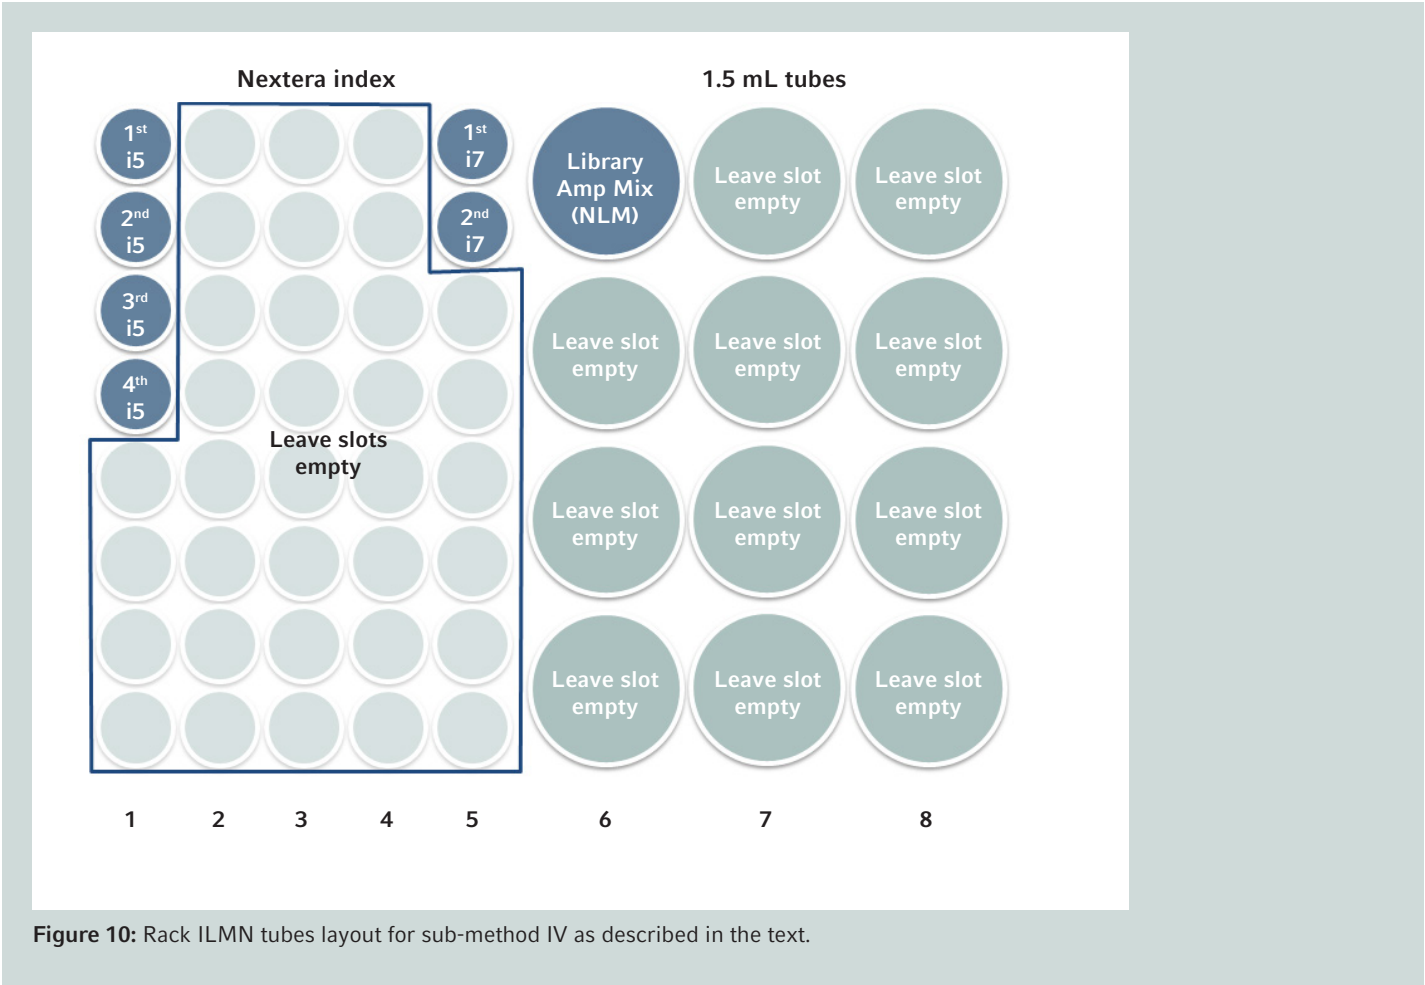 Nextera index
1.5 mL tubes
1st
i5
1st
i7
Library
Amp Mix
(NLM)
Leave slot
empty
Leave slot
empty
2nd
i5
2nd
i7
3rd
i5
Leave slot
empty
Leave slot
empty
Leave slot
empty
4th
i5
Leave slots
empty
Leave slot
empty
Leave slot
empty
Leave slot
empty
Leave slot
empty
Leave slot
empty
Leave slot
empty
1 2 3 4 5 6 7 8
Figure 10: Rack ILMN tubes layout for sub-method IV as described in the text.